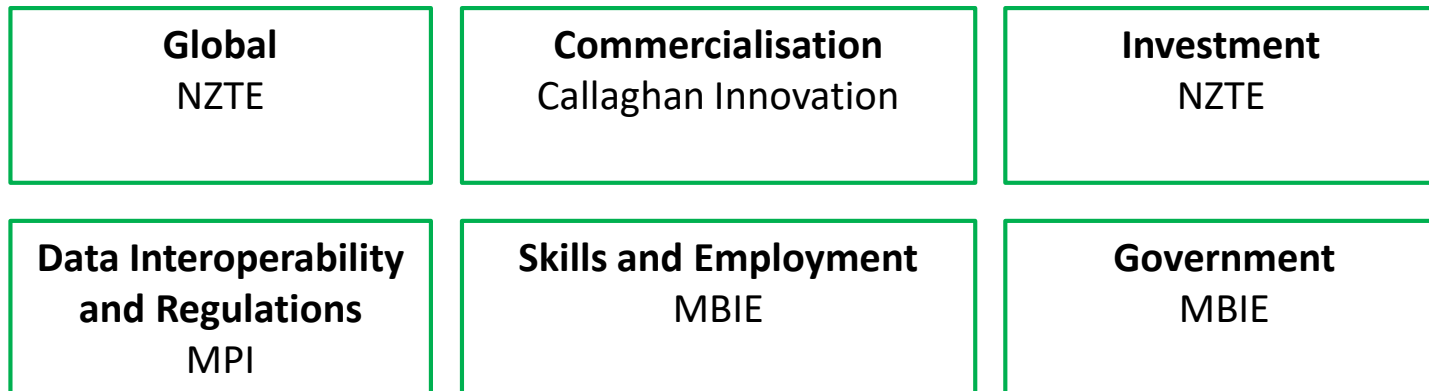 Global
NZTE
Commercialisation
Callaghan Innovation
Investment
NZTE
Data Interoperability
and Regulations
MPI
Skills and Employment
MBIE
Government
MBIE